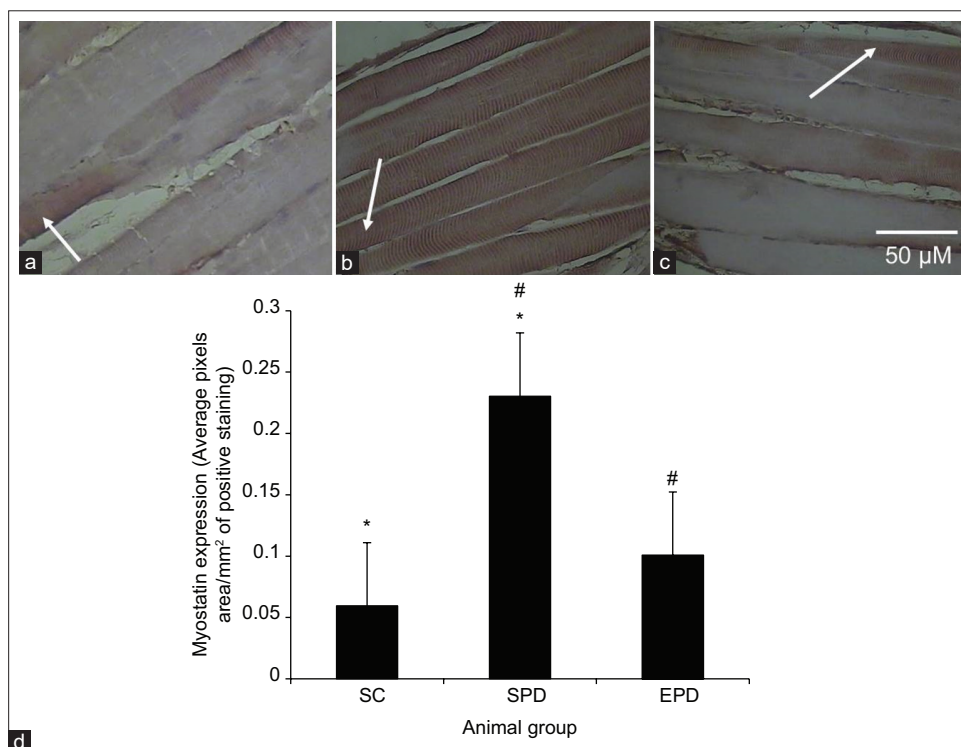 a
b
c
50 µM
#
*
#
*
0.3
0.25
0.2
0.15
0.1
0.05
0
Myostatin expression (Average pixels
area/mm² of positive staining)
SC
SPD
EPD
Animal group
d